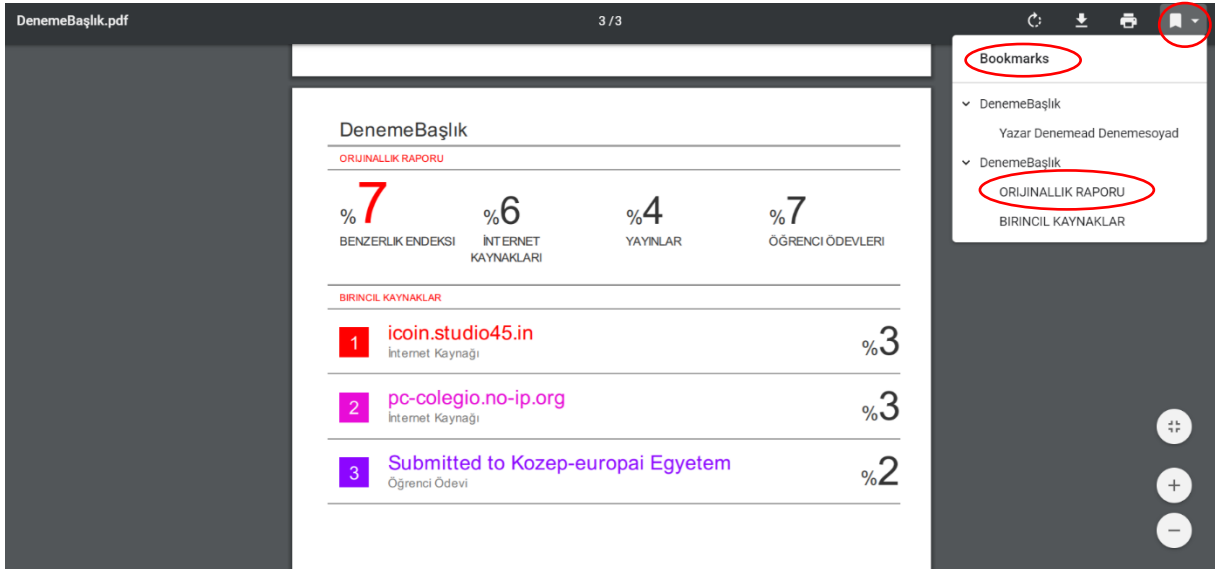 DenemeBaşlık.pdf
3 / 3
Bookmarks
DenemeBaşlık
Yazar Denemead Denemesoyad
DenemeBaşlık
ORIJINALLIK RAPORU
BIRINCIL KAYNAKLAR
DenemeBaşlık
ORIJINALLIK RAPORU
%7
BENZERLIK ENDEKSI
%6
İNTERNET
KAYNAKLARI
%4
YAYINLAR
%7
ÖĞRENCI ÖDEVLERI
BIRINCIL KAYNAKLAR
1
icoin.studio45.in
İnternet Kaynağı
%3
2
pc-colegio.no-ip.org
İnternet Kaynağı
%3
3
Submitted to Kozep-europai Egyetem
Öğrenci Ödevi
%2